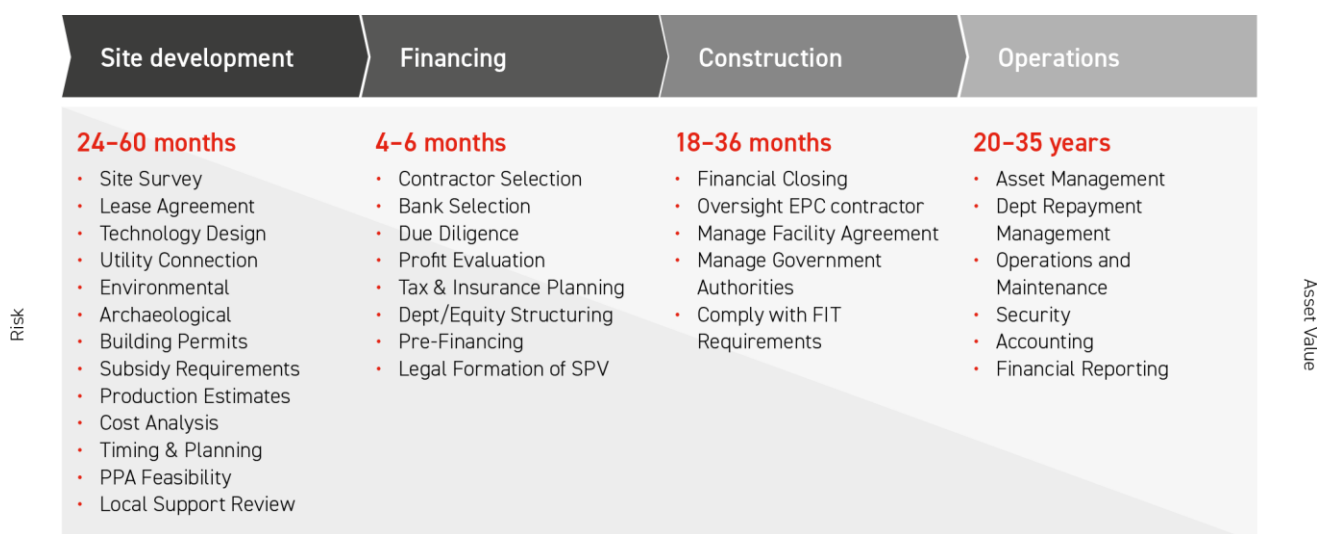 Site development
Financing
Construction
Operations
24–60 months
• Site Survey
• Lease Agreement
• Technology Design
• Utility Connection
• Environmental
• Archaeological
• Building Permits
• Subsidy Requirements
• Production Estimates
• Cost Analysis
• Timing & Planning
• PPA Feasibility
• Local Support Review
4–6 months
• Contractor Selection
• Bank Selection
• Due Diligence
• Profit Evaluation
• Tax & Insurance Planning
• Dept/Equity Structuring
• Pre-Financing
• Legal Formation of SPV
18–36 months
• Financial Closing
• Oversight EPC contractor
• Manage Facility Agreement
• Manage Government
Authorities
• Comply with FIT
Requirements
20–35 years
• Asset Management
• Dept Repayment
Management
• Operations and
Maintenance
• Security
• Accounting
• Financial Reporting
Risk
Asset Value